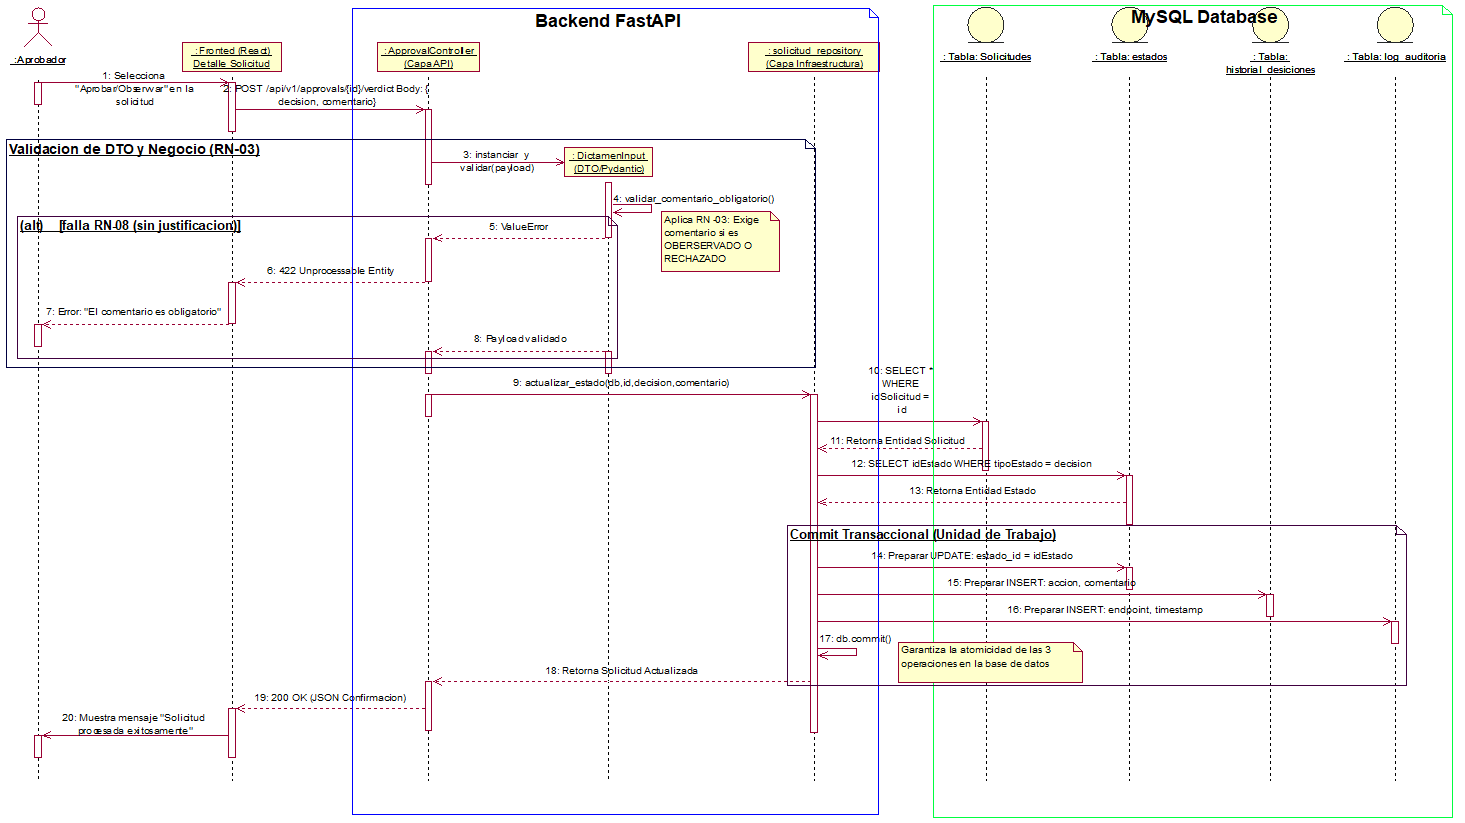 Backend FastAPI
MySQL Database
: Aprobador
: Fronted (React)
Detalle Solicitud
: ApprovalController
(Capa API)
: solicitud_repository
(Capa Infraestructura)
: Tabla: Solicitudes
: Tabla: estados
: Tabla:
historial_desiciones
: Tabla: log_auditoria
1: Selecciona
"Aprobar/Observar" en la
solicitud
2: POST /api/v1/approvals/{id}/verdict Body: {
decision, comentario}
Validacion de DTO y Negocio (RN-03)
3: instanciar y
validar(payload)
: DictamenInput
(DTO/Pydantic)
4: validar_comentario_obligatorio()
Aplica RN -03: Exige
comentario si es
OBERSERVADO O
RECHAZADO
(alt) [falla RN-08 (sin justificacion)]
5: ValueError
6: 422 Unprocessable Entity
7: Error: "El comentario es obligatorio"
8: Payload validado
9: actualizar_estado(db,id,decision,comentario)
10: SELECT *
WHERE
idSolicitud =
id
11: Retorna Entidad Solicitud
12: SELECT idEstado WHERE tipoEstado = decision
13: Retorna Entidad Estado
Commit Transaccional (Unidad de Trabajo)
14: Preparar UPDATE: estado_id = idEstado
15: Preparar INSERT: accion, comentario
16: Preparar INSERT: endpoint, timestamp
17: db.commit()
Garantiza la atomicidad de las 3
operaciones en la base de datos
18: Retorna Solicitud Actualizada
19: 200 OK (JSON Confirmacion)
20: Muestra mensaje "Solicitud
procesada exitosamente"